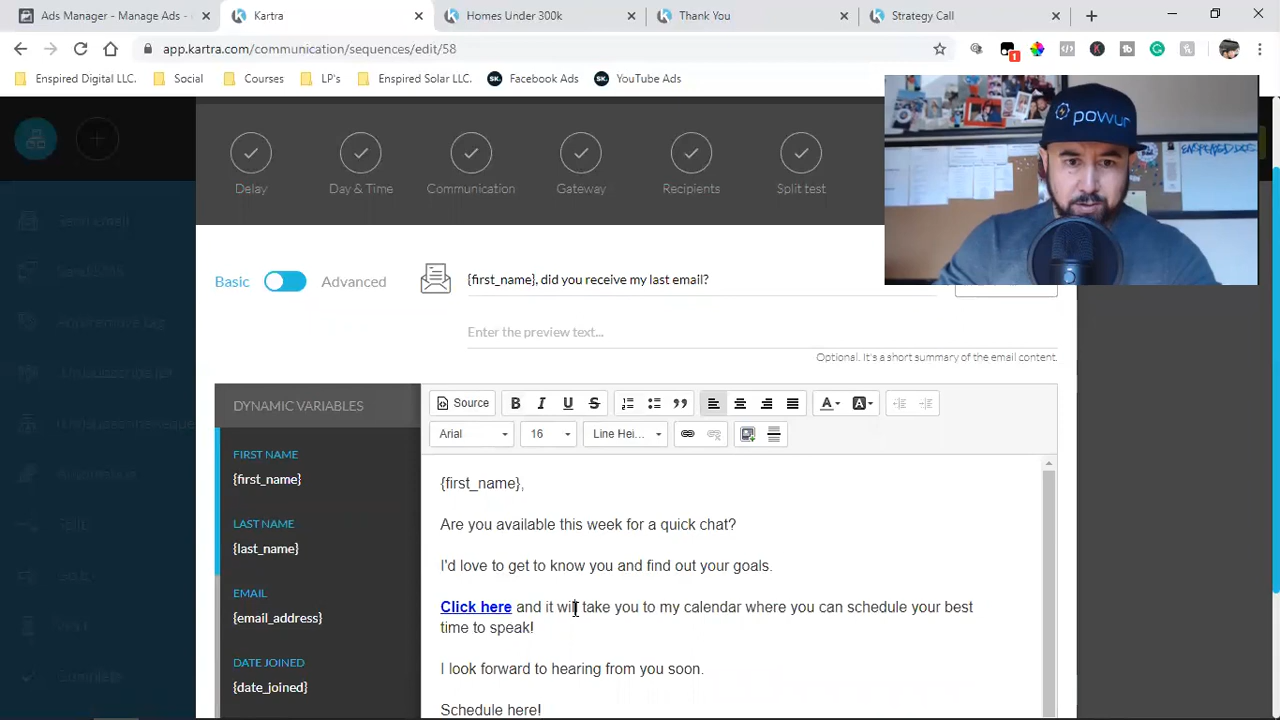 Ads Manager - Manage Ads - C
Kartra
Homes Under 300k
Thank You
Strategy Call
app.kartra.com/communication/sequences/edit/58
1
Enspired Digital LLC.
Social
Courses
LP's
Enspired Solar LLC.
SK.
Facebook Ads
SK.
YouTube Ads
powur
Delay
Day & Time
Communication
Gateway
Recipients
Split test
Send Email
Basic
Advanced
{first_name}, did you receive my last email?
Enter the preview text...
Optional. It's a short summary of the email content.
DYNAMIC VARIABLES
Source
B
I
U
S
A
A
Arial
16
Line Hei...
FIRST NAME
{first_name}
LAST NAME
{last_name}
EMAIL
{email_address}
DATE JOINED
{date_joined}
{first_name},
Are you available this week for a quick chat?
I'd love to get to know you and find out your goals.
Click here and it will take you to my calendar where you can schedule your best
time to speak!
I look forward to hearing from you soon.
Schedule here!